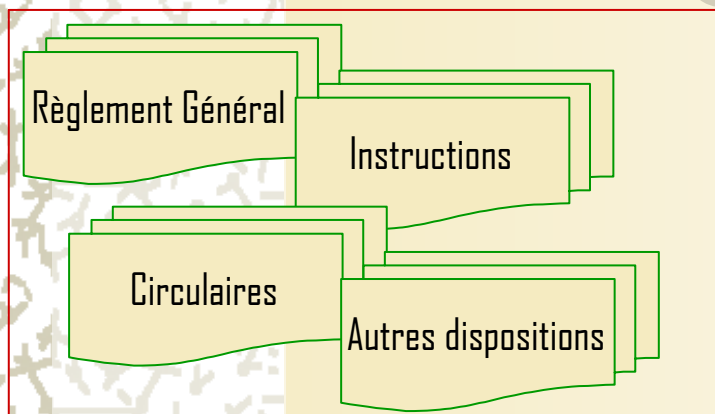 Règlement Général
Instructions
Circulaires
Autres dispositions